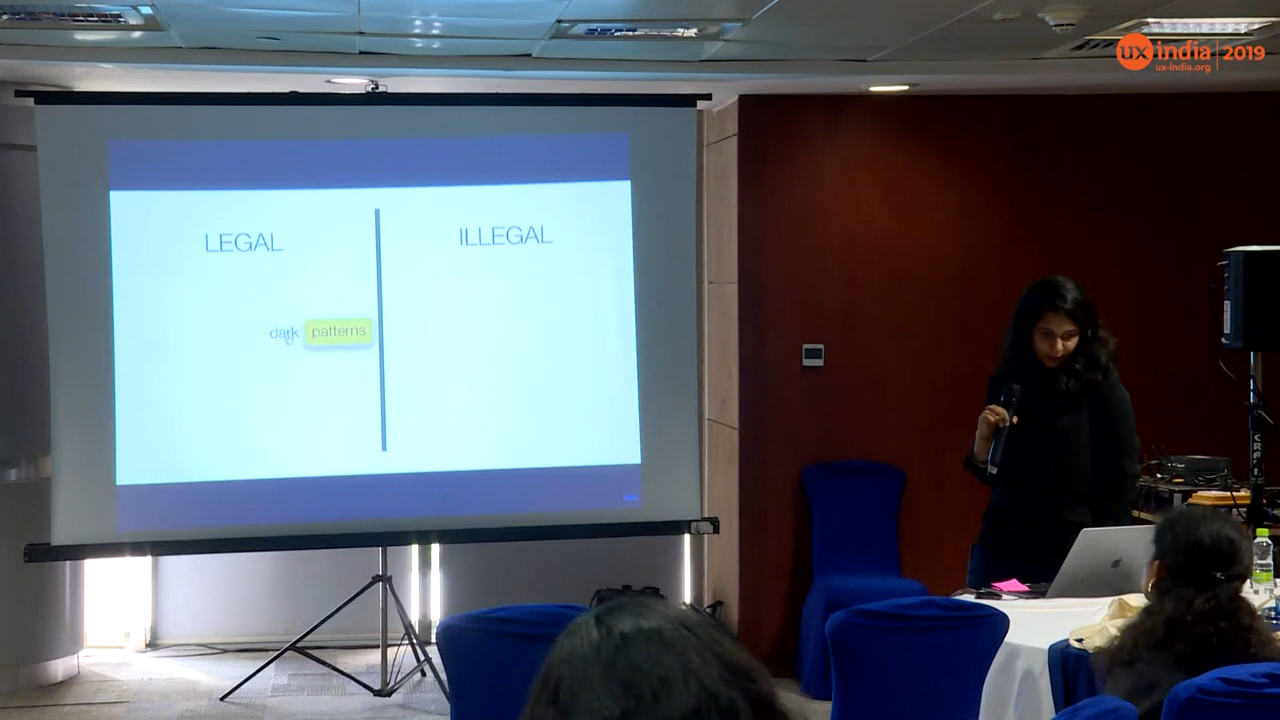 ux india | 2019
ux-india.org
LEGAL
ILLEGAL
dark patterns